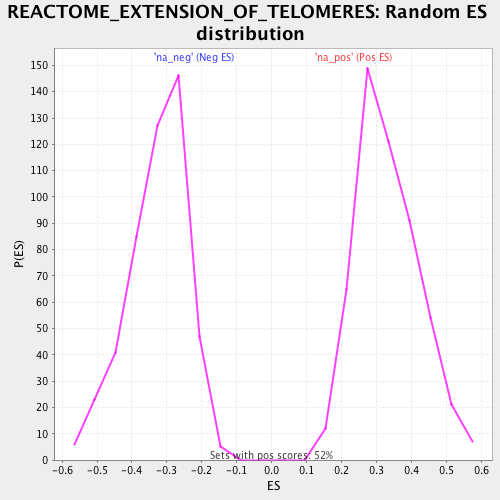 REACTOME_EXTENSION_OF_TELOMERES: Random ES
distribution
'na_neg' (Neg ES)
'na_pos' (Pos ES)
150
140
130
120
110
100
90
80
70
60
50
40
30
20
10
0
P(ES)
Sets with pos scores: 52%
-0.6 -0.5 -0.4 -0.3 -0.2 -0.1 0.0 0.1 0.2 0.3 0.4 0.5 0.6
ES